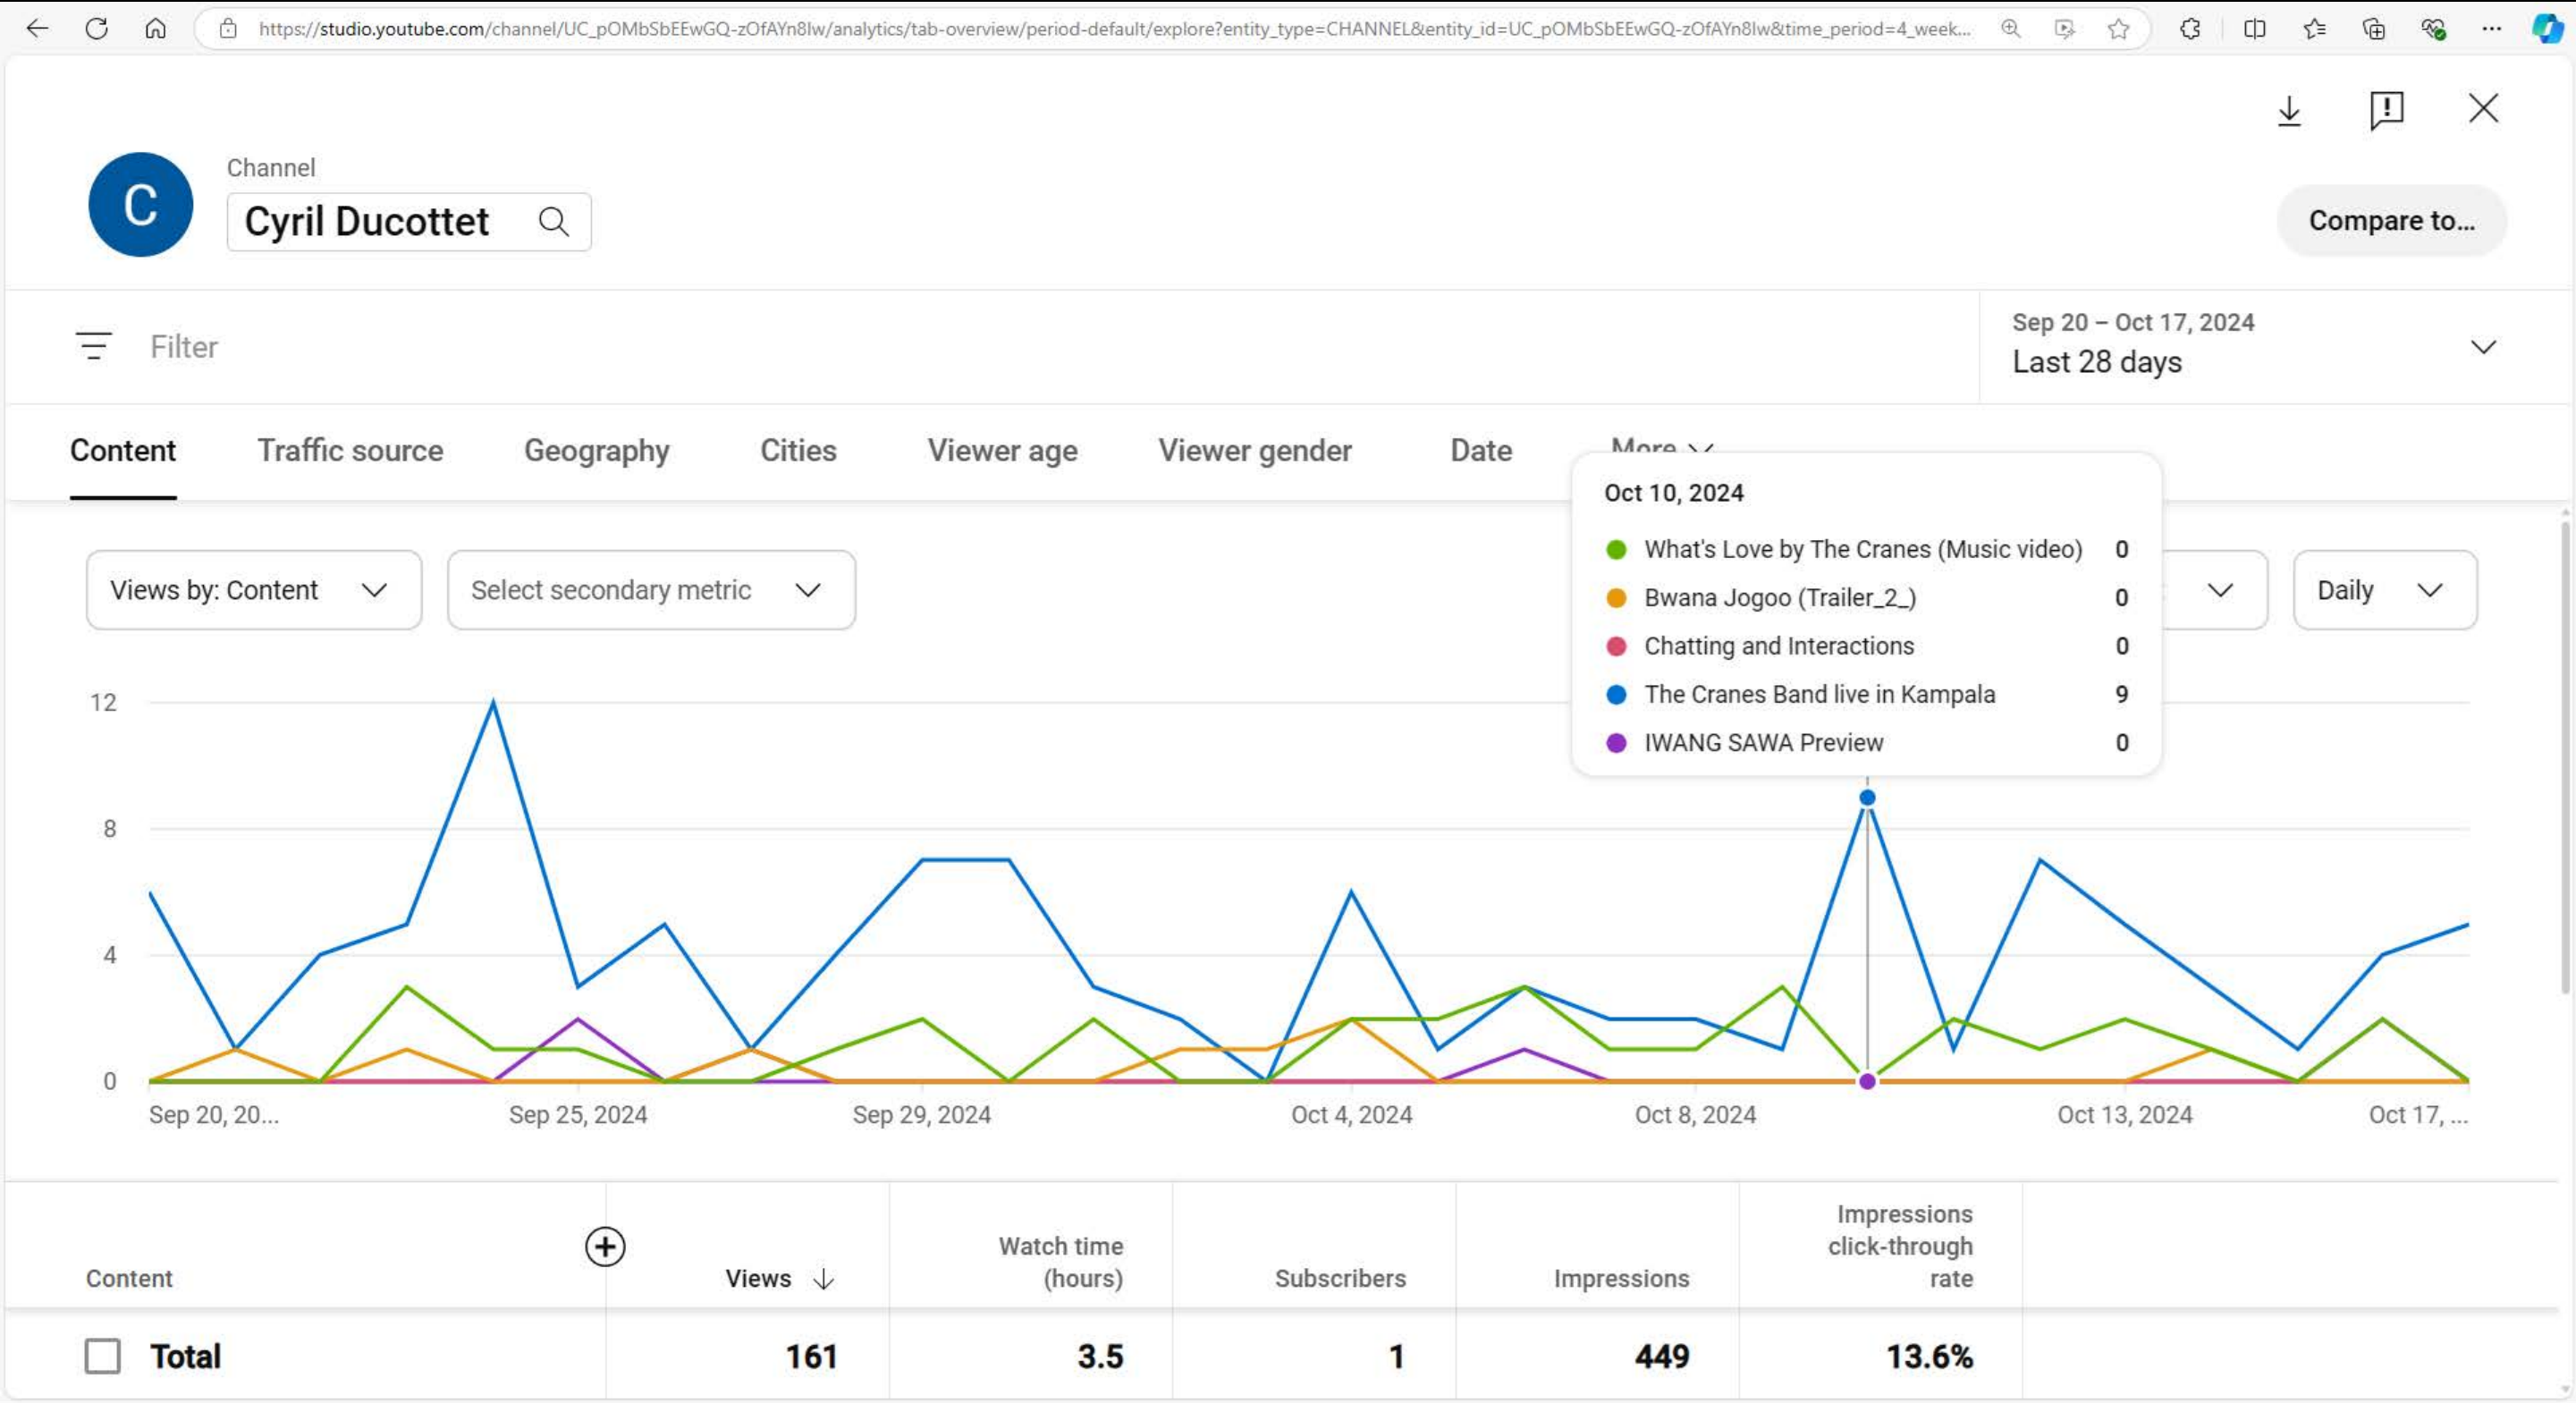 https://studio.youtube.com/channel/UC_pOMbSbEEwGQ-zOfAYn8lw/analytics/tab-overview/period-default/explore?entity_type=CHANNEL&entity_id=UC_pOMbSbEEwGQ-zOfAYn8lw&time_period=4_week...
C
Channel
Cyril Ducottet
Compare to...
Filter
Sep 20 – Oct 17, 2024
Last 28 days
Content Traffic source Geography Cities Viewer age Viewer gender Date More
Oct 10, 2024
What's Love by The Cranes (Music video) 0
Bwana Jogoo (Trailer_2_) 0
Chatting and Interactions 0
The Cranes Band live in Kampala 9
IWANG SAWA Preview 0
Views by: Content Select secondary metric Daily
12
8
4
0
Sep 20, 20... Sep 25, 2024 Sep 29, 2024 Oct 4, 2024 Oct 8, 2024 Oct 13, 2024 Oct 17, ...
Content Views Watch time (hours) Subscribers Impressions Impressions click-through rate
Total 161 3.5 1 449 13.6%